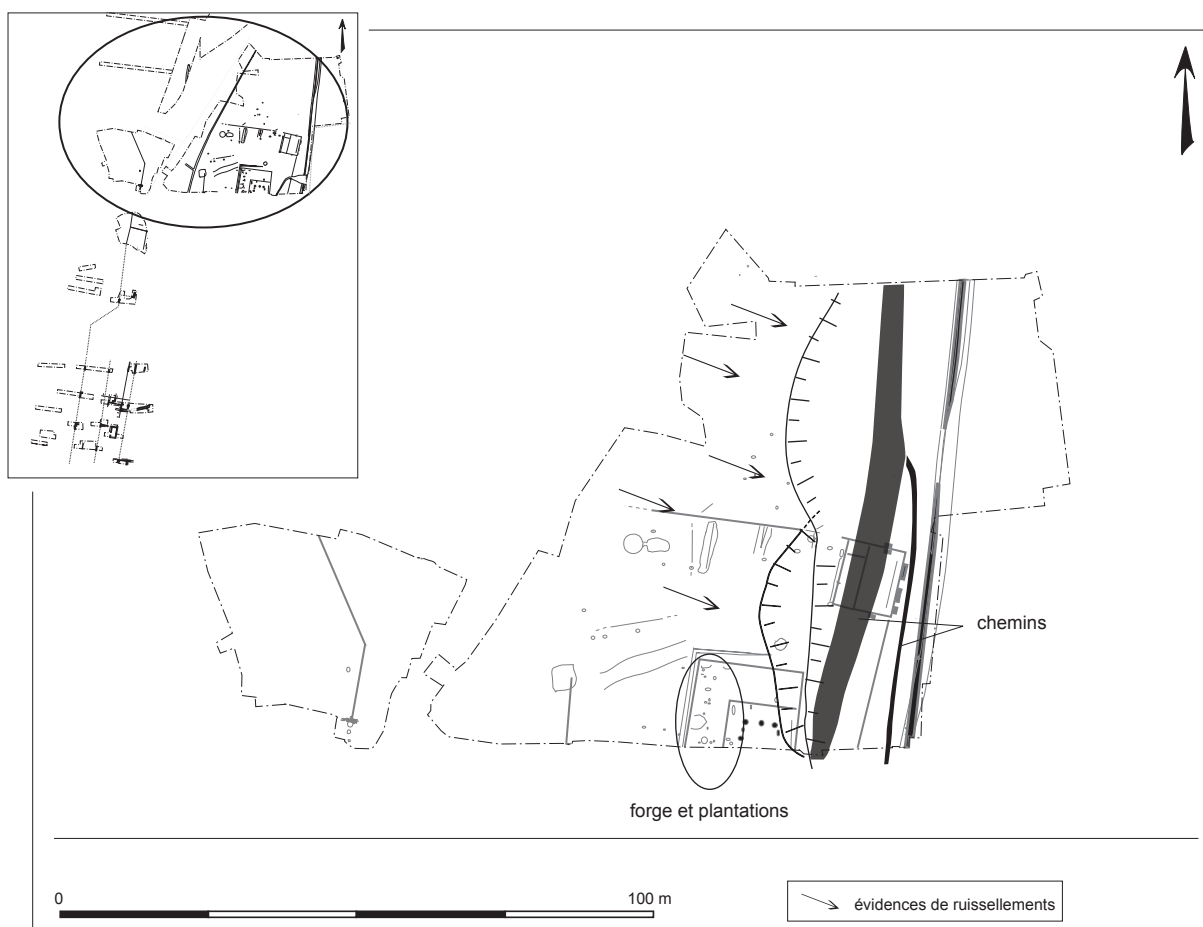 chemins
forge et plantations
0
100 m
évidences de ruissellements